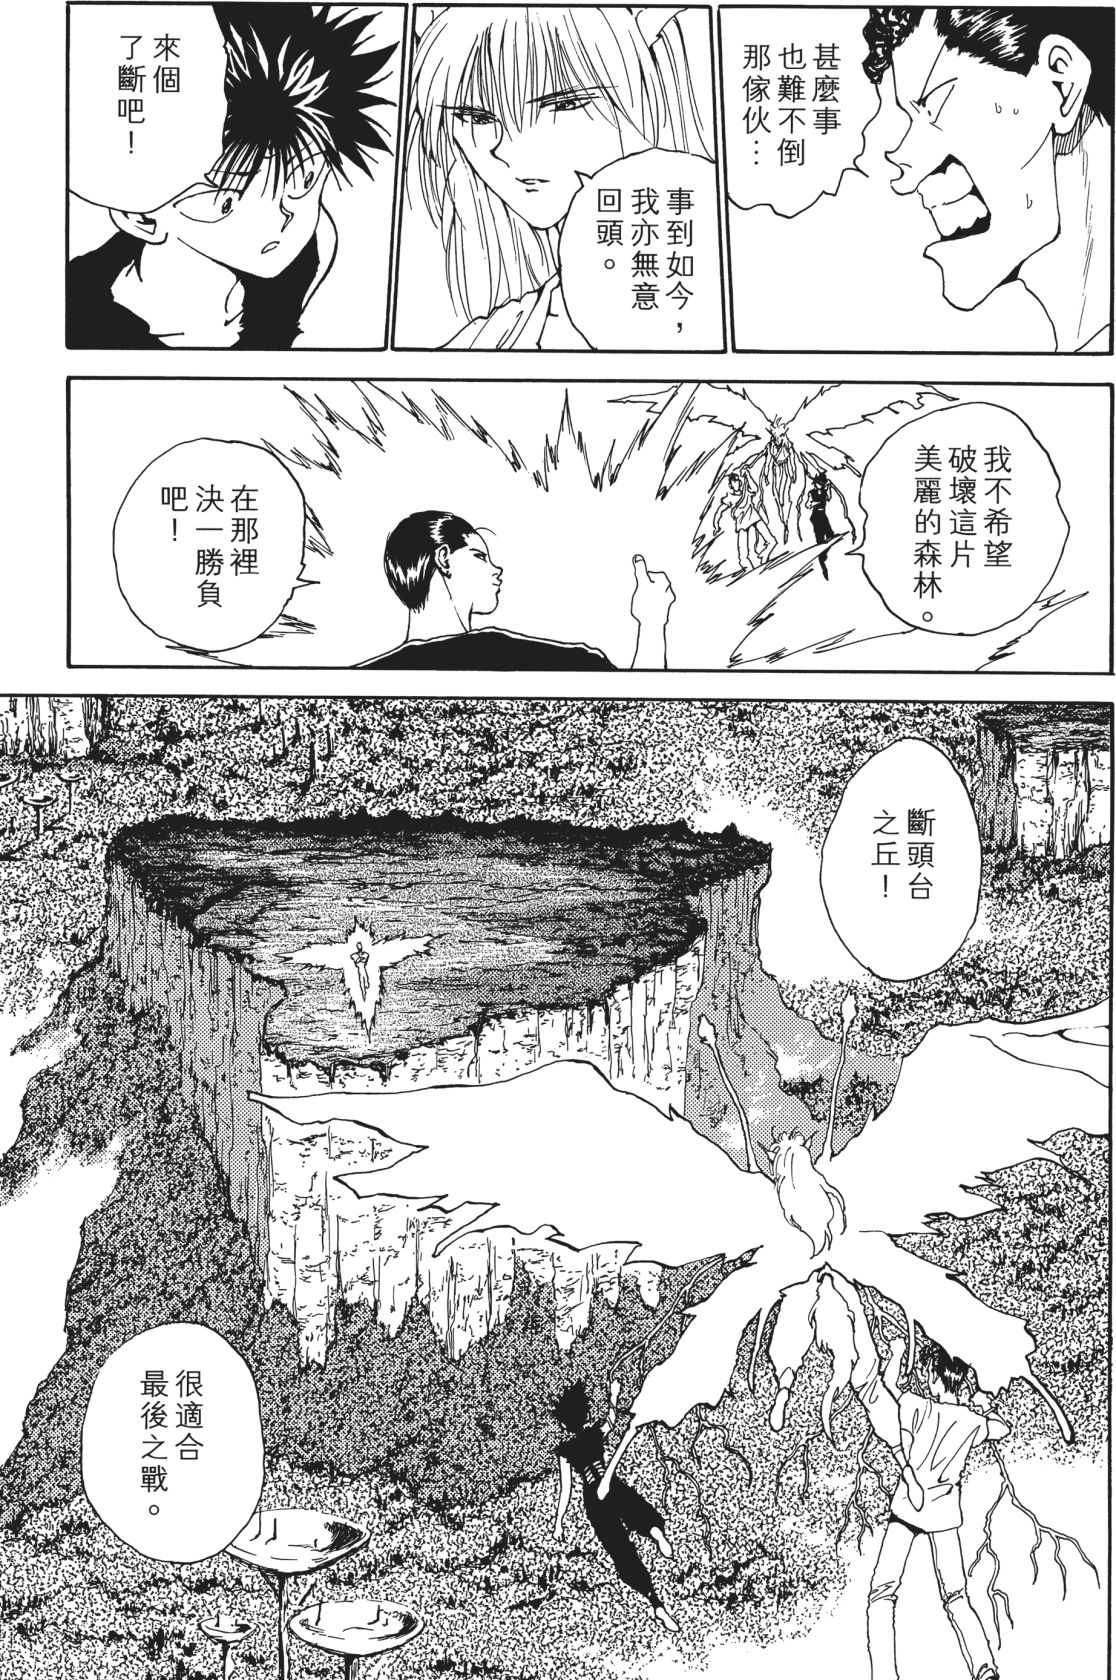 甚麼事
也難不倒
那傢伙…
事到如今，
我亦無意
回頭。
來個
了斷吧！
我不希望
破壞這片
美麗的森林。
在那裡
決一勝負
吧！
斷頭台
之丘！
很適合
最後之戰。